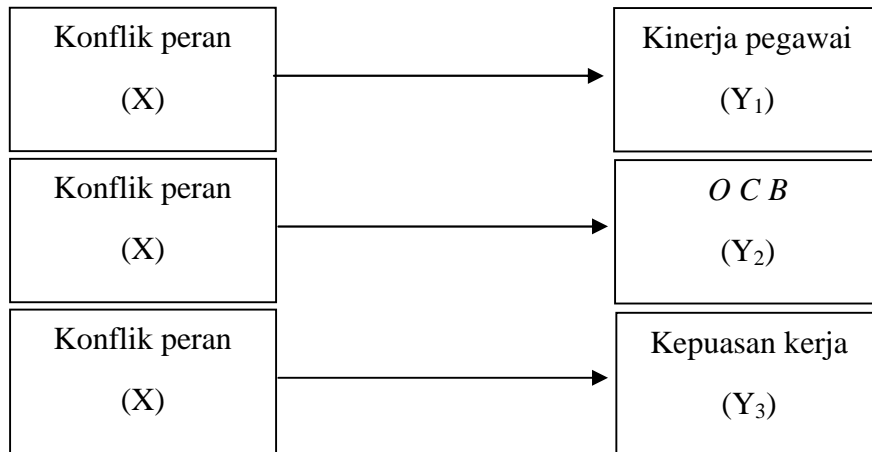 Konflik peran
(X)
Kinerja pegawai
(Y₁)
Konflik peran
(X)
O C B
(Y₂)
Konflik peran
(X)
Kepuasan kerja
(Y₃)